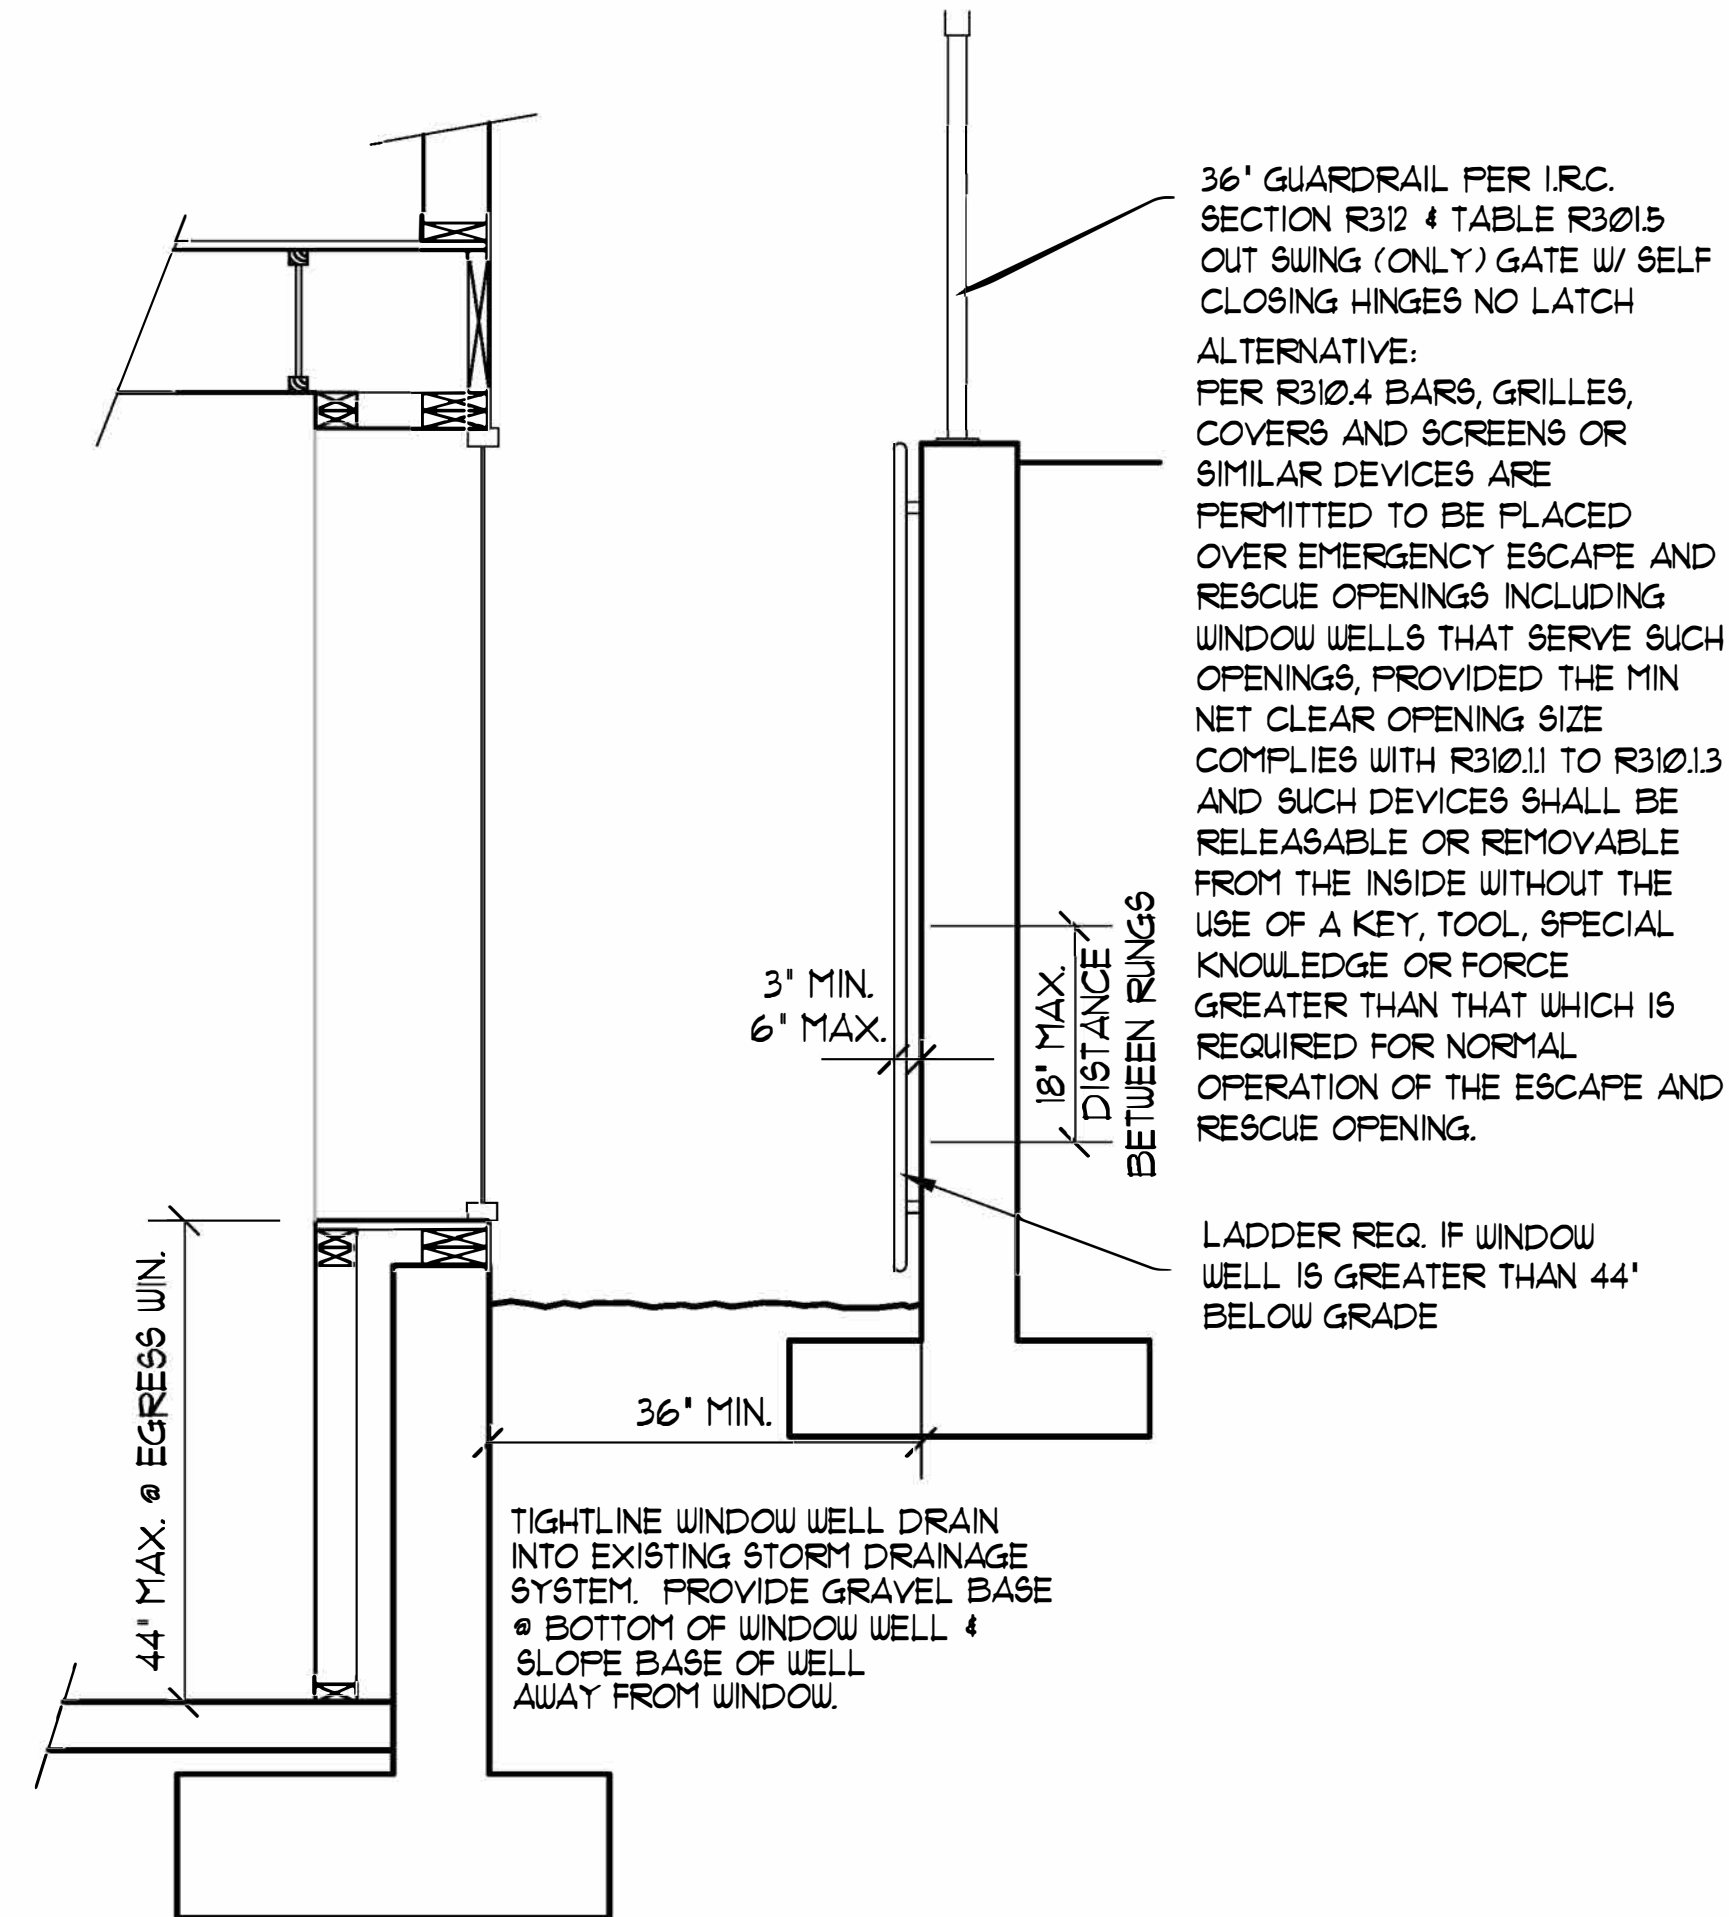 36" GUARDRAIL PER I.R.C.
SECTION R312 & TABLE R301.5
OUT SWING (ONLY) GATE W/ SELF
CLOSING HINGES NO LATCH
ALTERNATIVE:
PER R310.4 BARS, GRILLES,
COVERS AND SCREENS OR
SIMILAR DEVICES ARE
PERMITTED TO BE PLACED
OVER EMERGENCY ESCAPE AND
RESCUE OPENINGS INCLUDING
WINDOW WELLS THAT SERVE SUCH
OPENINGS, PROVIDED THE MIN
NET CLEAR OPENING SIZE
COMPLIES WITH R310.1.1 TO R310.1.3
AND SUCH DEVICES SHALL BE
RELEASABLE OR REMOVABLE
FROM THE INSIDE WITHOUT THE
USE OF A KEY, TOOL, SPECIAL
KNOWLEDGE OR FORCE
GREATER THAN THAT WHICH IS
REQUIRED FOR NORMAL
OPERATION OF THE ESCAPE AND
RESCUE OPENING.
3" MIN.
6" MAX.
18" MAX.
DISTANCE
BETWEEN RUNGS
LADDER REQ. IF WINDOW
WELL IS GREATER THAN 44"
BELOW GRADE
44" MAX. @ EGRESS WIN.
36" MIN.
TIGHTLINE WINDOW WELL DRAIN
INTO EXISTING STORM DRAINAGE
SYSTEM. PROVIDE GRAVEL BASE
@ BOTTOM OF WINDOW WELL &
SLOPE BASE OF WELL
AWAY FROM WINDOW.